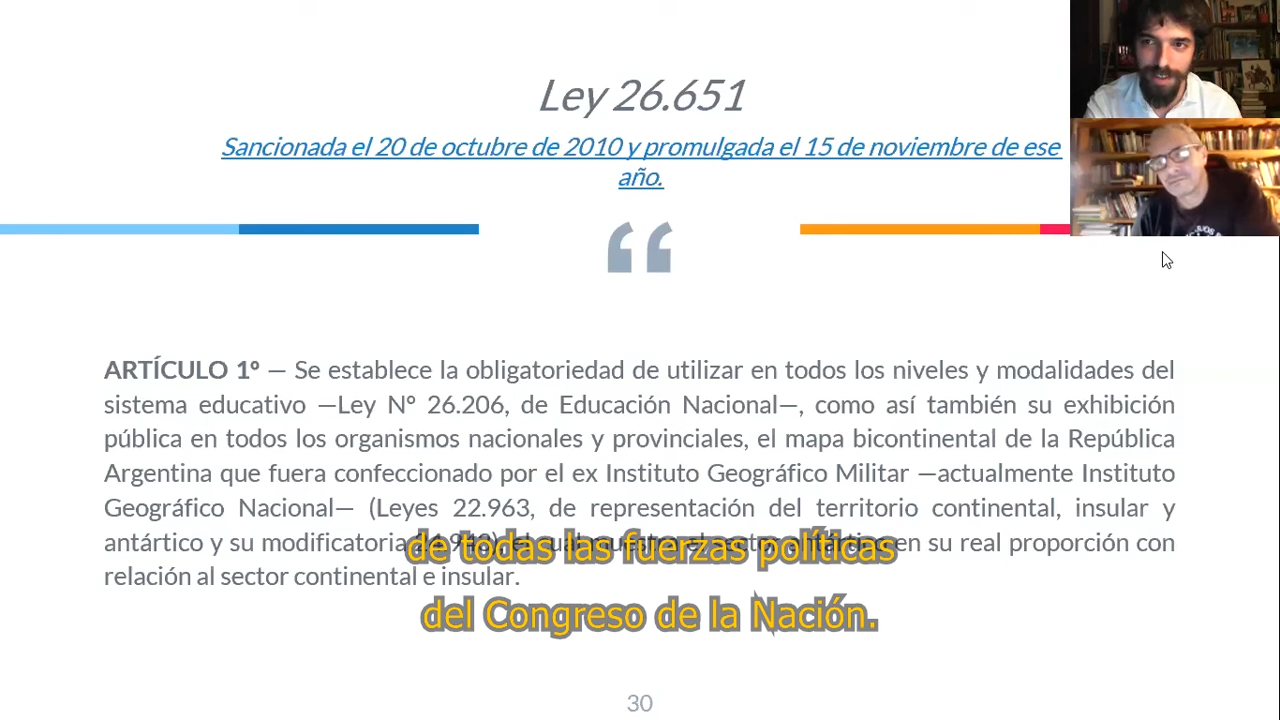 Ley 26.651
Sancionada el 20 de octubre de 2010 y promulgada el 15 de noviembre de ese
año.
“
ARTÍCULO 1º — Se establece la obligatoriedad de utilizar en todos los niveles y modalidades del
sistema educativo —Ley Nº 26.206, de Educación Nacional—, como así también su exhibición
pública en todos los organismos nacionales y provinciales, el mapa bicontinental de la República
Argentina que fuera confeccionado por el ex Instituto Geográfico Militar —actualmente Instituto
Geográfico Nacional— (Leyes 22.963, de representación del territorio continental, insular y
antártico y su modificatoria en su real proporción con
relación al sector continental e insular.
de todas las fuerzas políticas
del Congreso de la Nación.
30